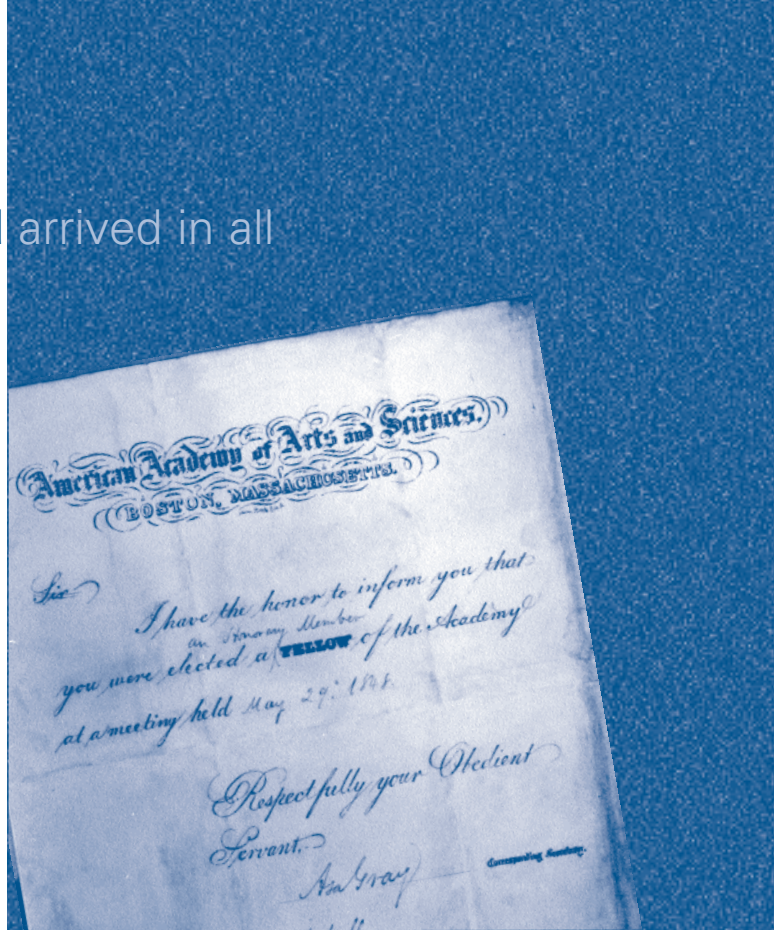 arrived in all
American Academy of Arts and Sciences.
BOSTON, MASSACHUSETTS.
Sir
I have the honor to inform you that
an Honorary Member
you were elected a FELLOW of the Academy
at a meeting held May 29. 1848.
Respectfully your Obedient
Servant.
Corresponding Secretary.
Asa Gray